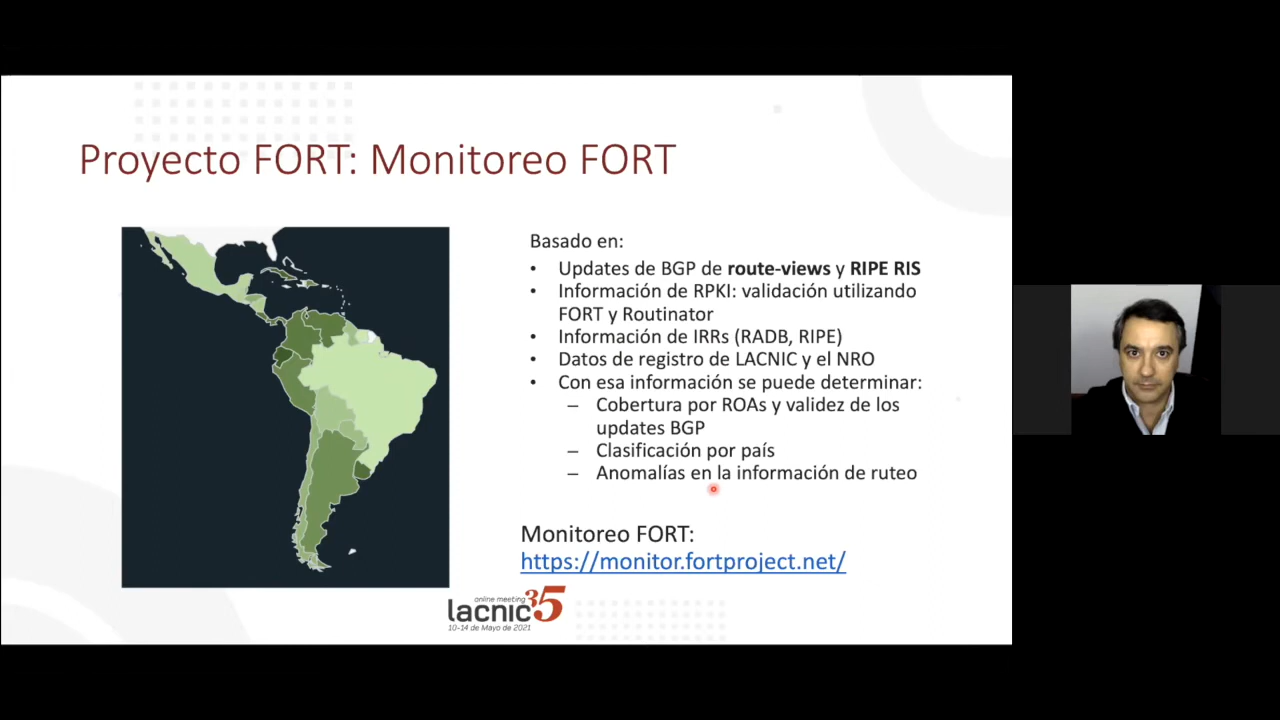 Proyecto FORT: Monitoreo FORT
Basado en:
• Updates de BGP de route-views y RIPE RIS
• Información de RPKI: validación utilizando
FORT y Routinator
• Información de IRRs (RADB, RIPE)
• Datos de registro de LACNIC y el NRO
• Con esa información se puede determinar:
– Cobertura por ROAs y validez de los
updates BGP
– Clasificación por país
– Anomalías en la información de ruteo
Monitoreo FORT:
https://monitor.fortproject.net/
online meeting
lacnic35
10-14 de Mayo de 2021